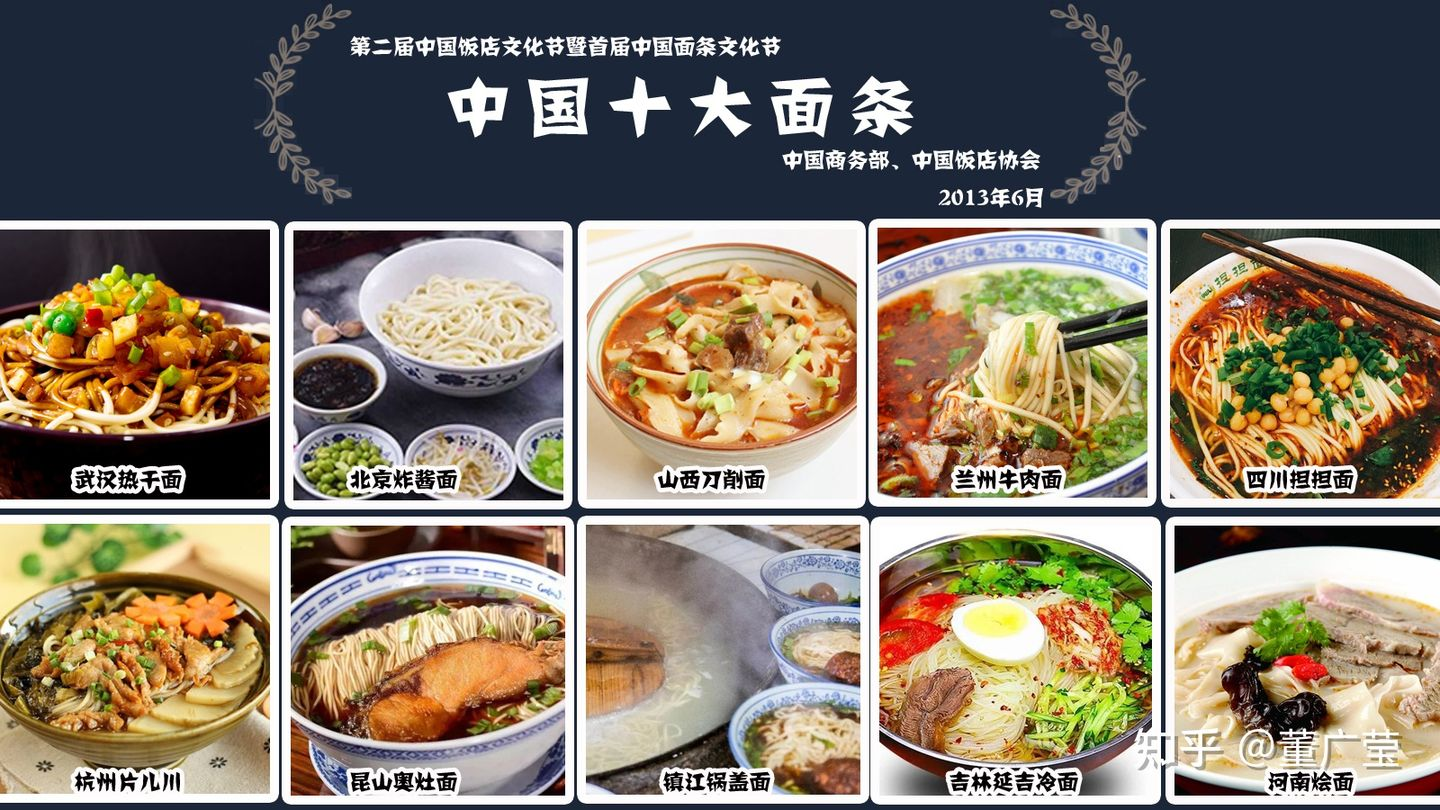 第二届中国饭店文化节暨首届中国面条文化节
中国十大面条
中国商务部、中国饭店协会
2013年6月
武汉热干面
北京炸酱面
山西刀削面
兰州牛肉面
担担
四川担担面
杭州片儿川
昆山奥灶面
镇江锅盖面
吉林延吉冷面
河南烩面
知乎 @董广莹